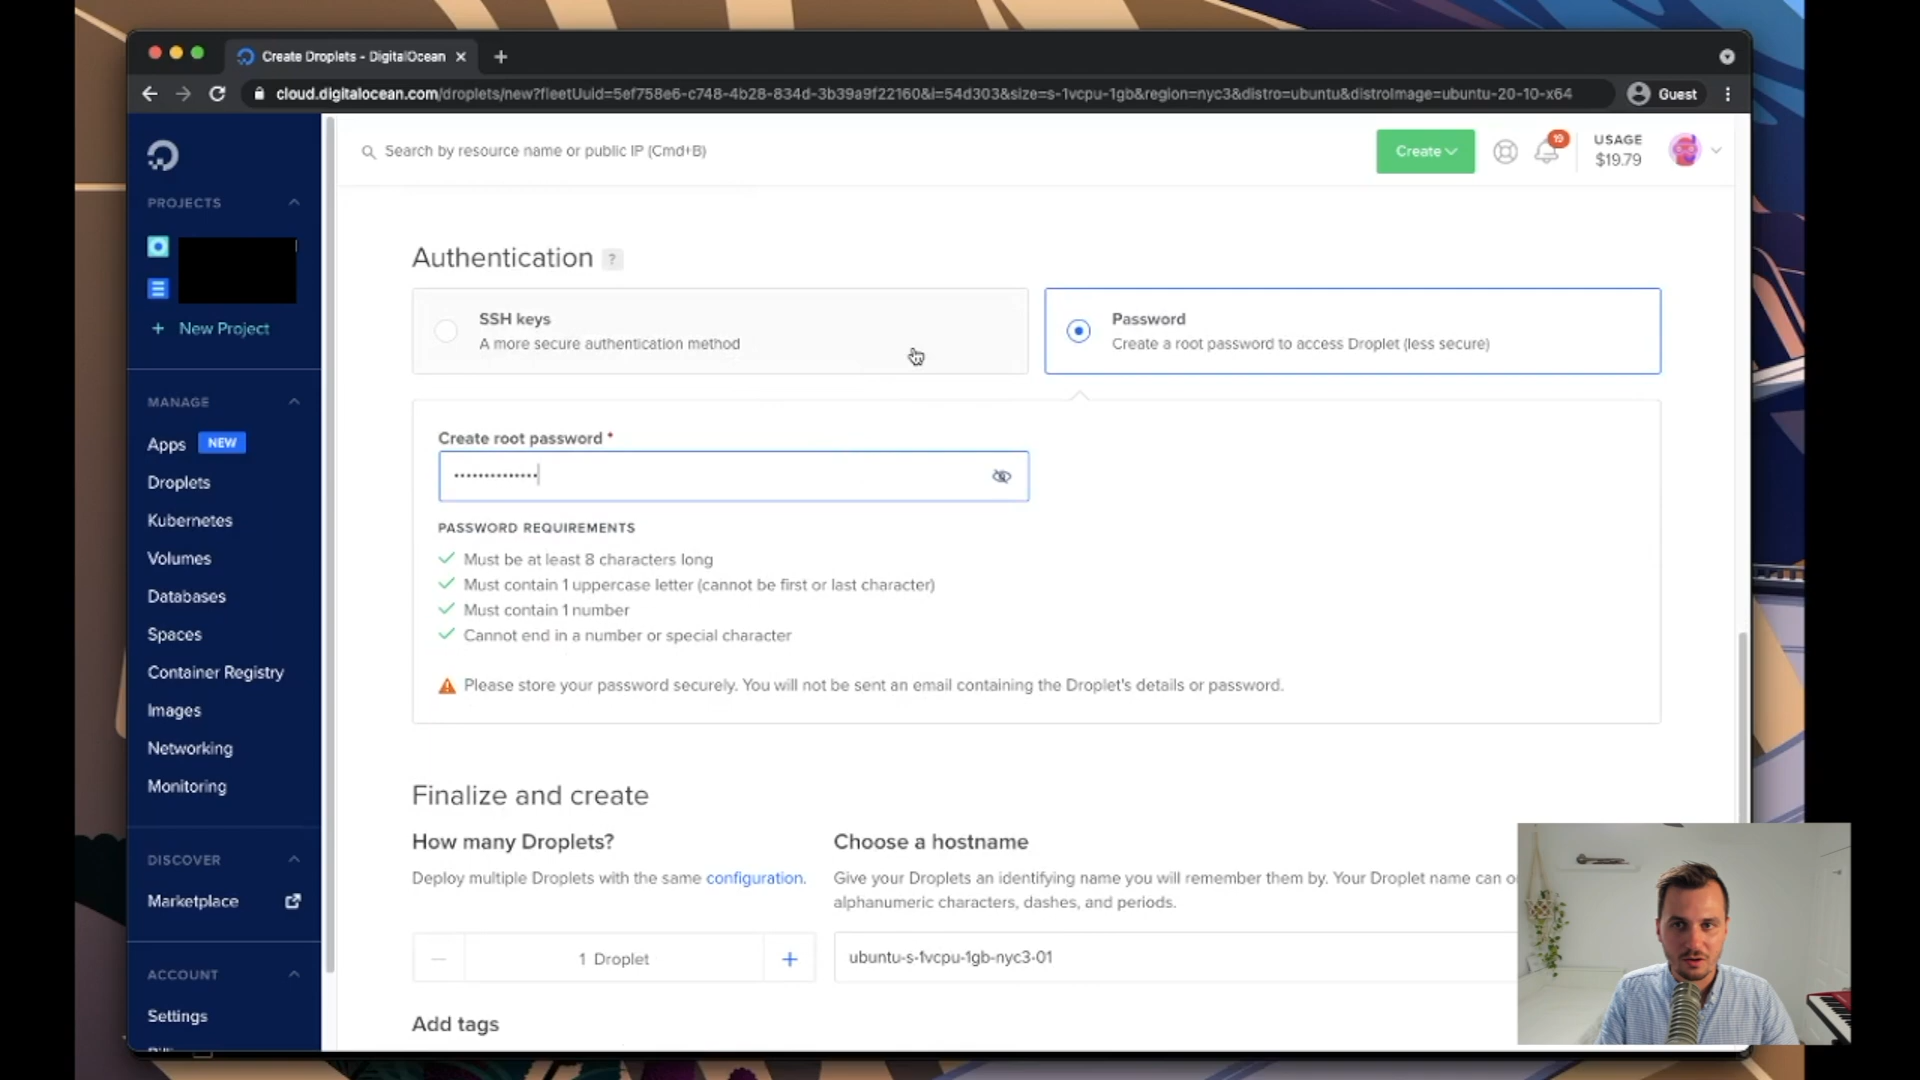 Create Droplets - DigitalOcean
cloud.digitalocean.com/droplets/new?fleetUuid=5ef758e6-c748-4b28-834d-3b39a9f22160&i=54d303&size=s-1vcpu-1gb&region=nyc3&distro=ubuntu&distroImage=ubuntu-20-10-x64
Guest
Search by resource name or public IP (Cmd+B)
Create
19
USAGE
$19.79
PROJECTS
+ New Project
MANAGE
Apps NEW
Droplets
Kubernetes
Volumes
Databases
Spaces
Container Registry
Images
Networking
Monitoring
DISCOVER
Marketplace
ACCOUNT
Settings
Authentication ?
SSH keys
A more secure authentication method
Password
Create a root password to access Droplet (less secure)
Create root password *
PASSWORD REQUIREMENTS
Must be at least 8 characters long
Must contain 1 uppercase letter (cannot be first or last character)
Must contain 1 number
Cannot end in a number or special character
Please store your password securely. You will not be sent an email containing the Droplet's details or password.
Finalize and create
How many Droplets?
Deploy multiple Droplets with the same configuration.
1 Droplet
Choose a hostname
Give your Droplets an identifying name you will remember them by. Your Droplet name can
alphanumeric characters, dashes, and periods.
ubuntu-s-1vcpu-1gb-nyc3-01
Add tags